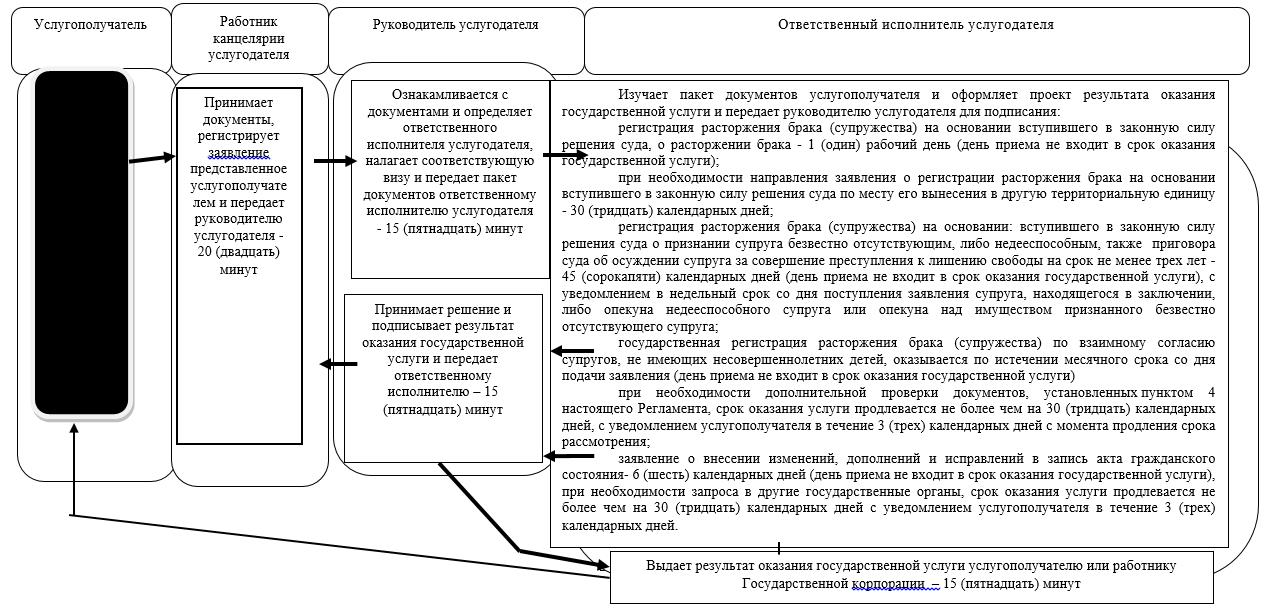 Услугополучатель
Работник
канцелярии
услугодателя
Руководитель услугодателя
Ответственный исполнитель услугодателя
Принимает
документы,
регистрирует
заявление
представленное
услугополучате
лем и передает
руководителю
услугодателя -
20 (двадцать)
минут
Ознакамливается с
документами и определяет
ответственного
исполнителя услугодателя,
налагает соответствующую
визу и передает пакет
документов ответственному
исполнителю услугодателя
- 15 (пятнадцать) минут
Принимает решение и
подписывает результат
оказания государственной
услуги и передает
ответственному
исполнителю – 15
(пятнадцать) минут
Изучает пакет документов услугополучателя и оформляет проект результата оказания
государственной услуги и передает руководителю услугодателя для подписания:
регистрация расторжения брака (супружества) на основании вступившего в законную силу
решения суда, о расторжении брака - 1 (один) рабочий день (день приема не входит в срок оказания
государственной услуги);
при необходимости направления заявления о регистрации расторжения брака на основании
вступившего в законную силу решения суда по месту его вынесения в другую территориальную единицу
- 30 (тридцать) календарных дней;
регистрация расторжения брака (супружества) на основании: вступившего в законную силу
решения суда о признании супруга безвестно отсутствующим, либо недееспособным, также приговора
суда об осуждении супруга за совершение преступления к лишению свободы на срок не менее трех лет -
45 (сорокапяти) календарных дней (день приема не входит в срок оказания государственной услуги), с
уведомлением в недельный срок со дня поступления заявления супруга, находящегося в заключении,
либо опекуна недееспособного супруга или опекуна над имуществом признанного безвестно
отсутствующего супруга;
государственная регистрация расторжения брака (супружества) по взаимному согласию
супругов, не имеющих несовершеннолетних детей, оказывается по истечении месячного срока со дня
подачи заявления (день приема не входит в срок оказания государственной услуги)
при необходимости дополнительной проверки документов, установленных пунктом 4
настоящего Регламента, срок оказания услуги продлевается не более чем на 30 (тридцать) календарных
дней, с уведомлением услугополучателя в течение 3 (трех) календарных дней с момента продления срока
рассмотрения;
заявление о внесении изменений, дополнений и исправлений в запись акта гражданского
состояния- 6 (шесть) календарных дней (день приема не входит в срок оказания государственной услуги),
при необходимости запроса в другие государственные органы, срок оказания услуги продлевается не
более чем на 30 (тридцать) календарных дней с уведомлением услугополучателя в течение 3 (трех)
календарных дней.
Выдает результат оказания государственной услуги услугополучателю или работнику
Государственной корпорации – 15 (пятнадцать) минут